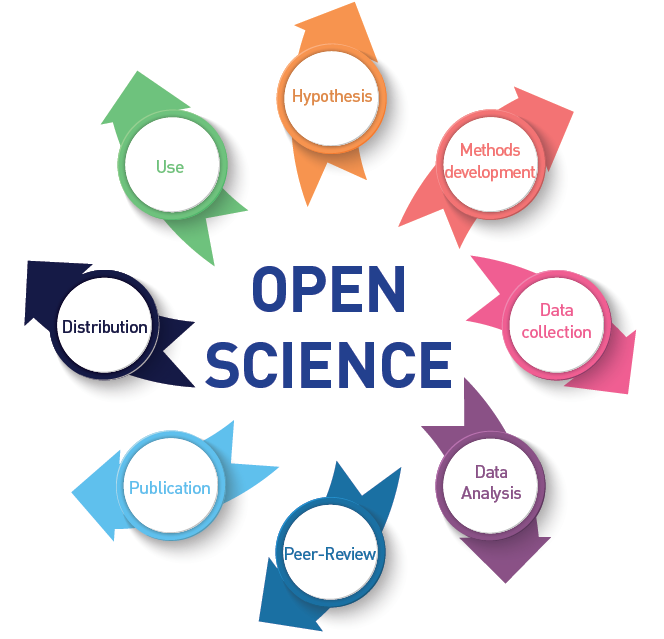 Hypothesis
Methods
development
Data
collection
Data
Analysis
Peer-Review
Publication
Distribution
Use
OPEN
SCIENCE